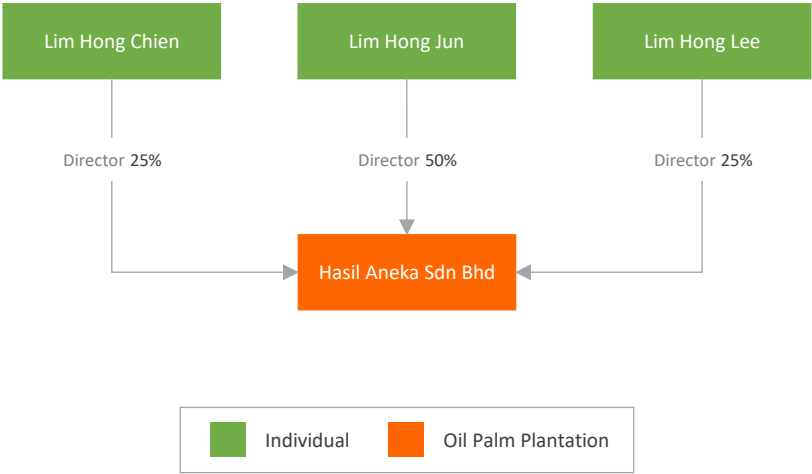 Lim Hong Chien
Lim Hong Jun
Lim Hong Lee
Director 25%
Director 50%
Director 25%
Hasil Aneka Sdn Bhd
Individual
Oil Palm Plantation